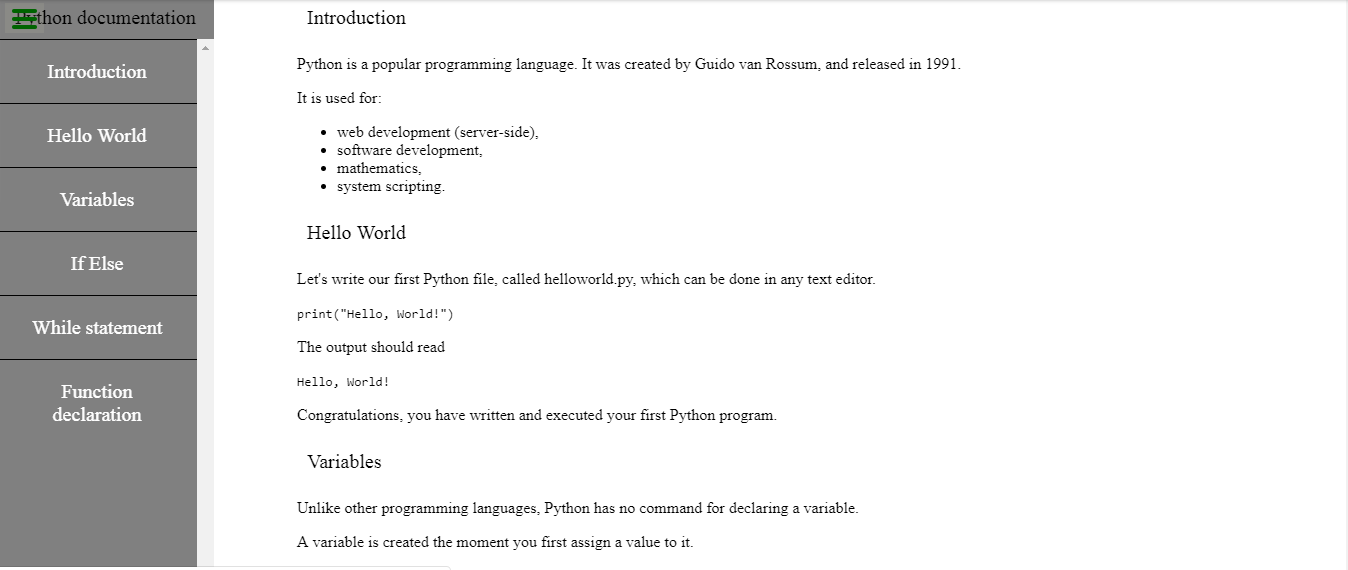 Python documentation
Introduction
Hello World
Variables
If Else
While statement
Function
declaration
Introduction
Python is a popular programming language. It was created by Guido van Rossum, and released in 1991.
It is used for:
web development (server-side),
software development,
mathematics,
system scripting.
Hello World
Let's write our first Python file, called helloworld.py, which can be done in any text editor.
print("Hello, World!")
The output should read
Hello, World!
Congratulations, you have written and executed your first Python program.
Variables
Unlike other programming languages, Python has no command for declaring a variable.
A variable is created the moment you first assign a value to it.